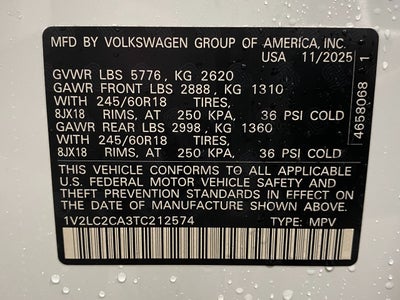 MFD BY VOLKSWAGEN GROUP OF AMERICA, INC.
USA 11/2025
GVWR LBS 5776, KG 2620
GAWR FRONT LBS 2888, KG 1310
WITH 245/60R18 TIRES,
8JX18 RIMS, AT 250 KPA, 36 PSI COLD
GAWR REAR LBS 2998, KG 1360
WITH 245/60R18 TIRES,
8JX18 RIMS, AT 250 KPA, 36 PSI COLD
THIS VEHICLE CONFORMS TO ALL APPLICABLE
U.S. FEDERAL MOTOR VEHICLE SAFETY AND
THEFT PREVENTION STANDARDS IN EFFECT ON
THE DATE OF MANUFACTURE SHOWN ABOVE.
1V2LC2CA3TC212574 TYPE: MPV
4658068 1